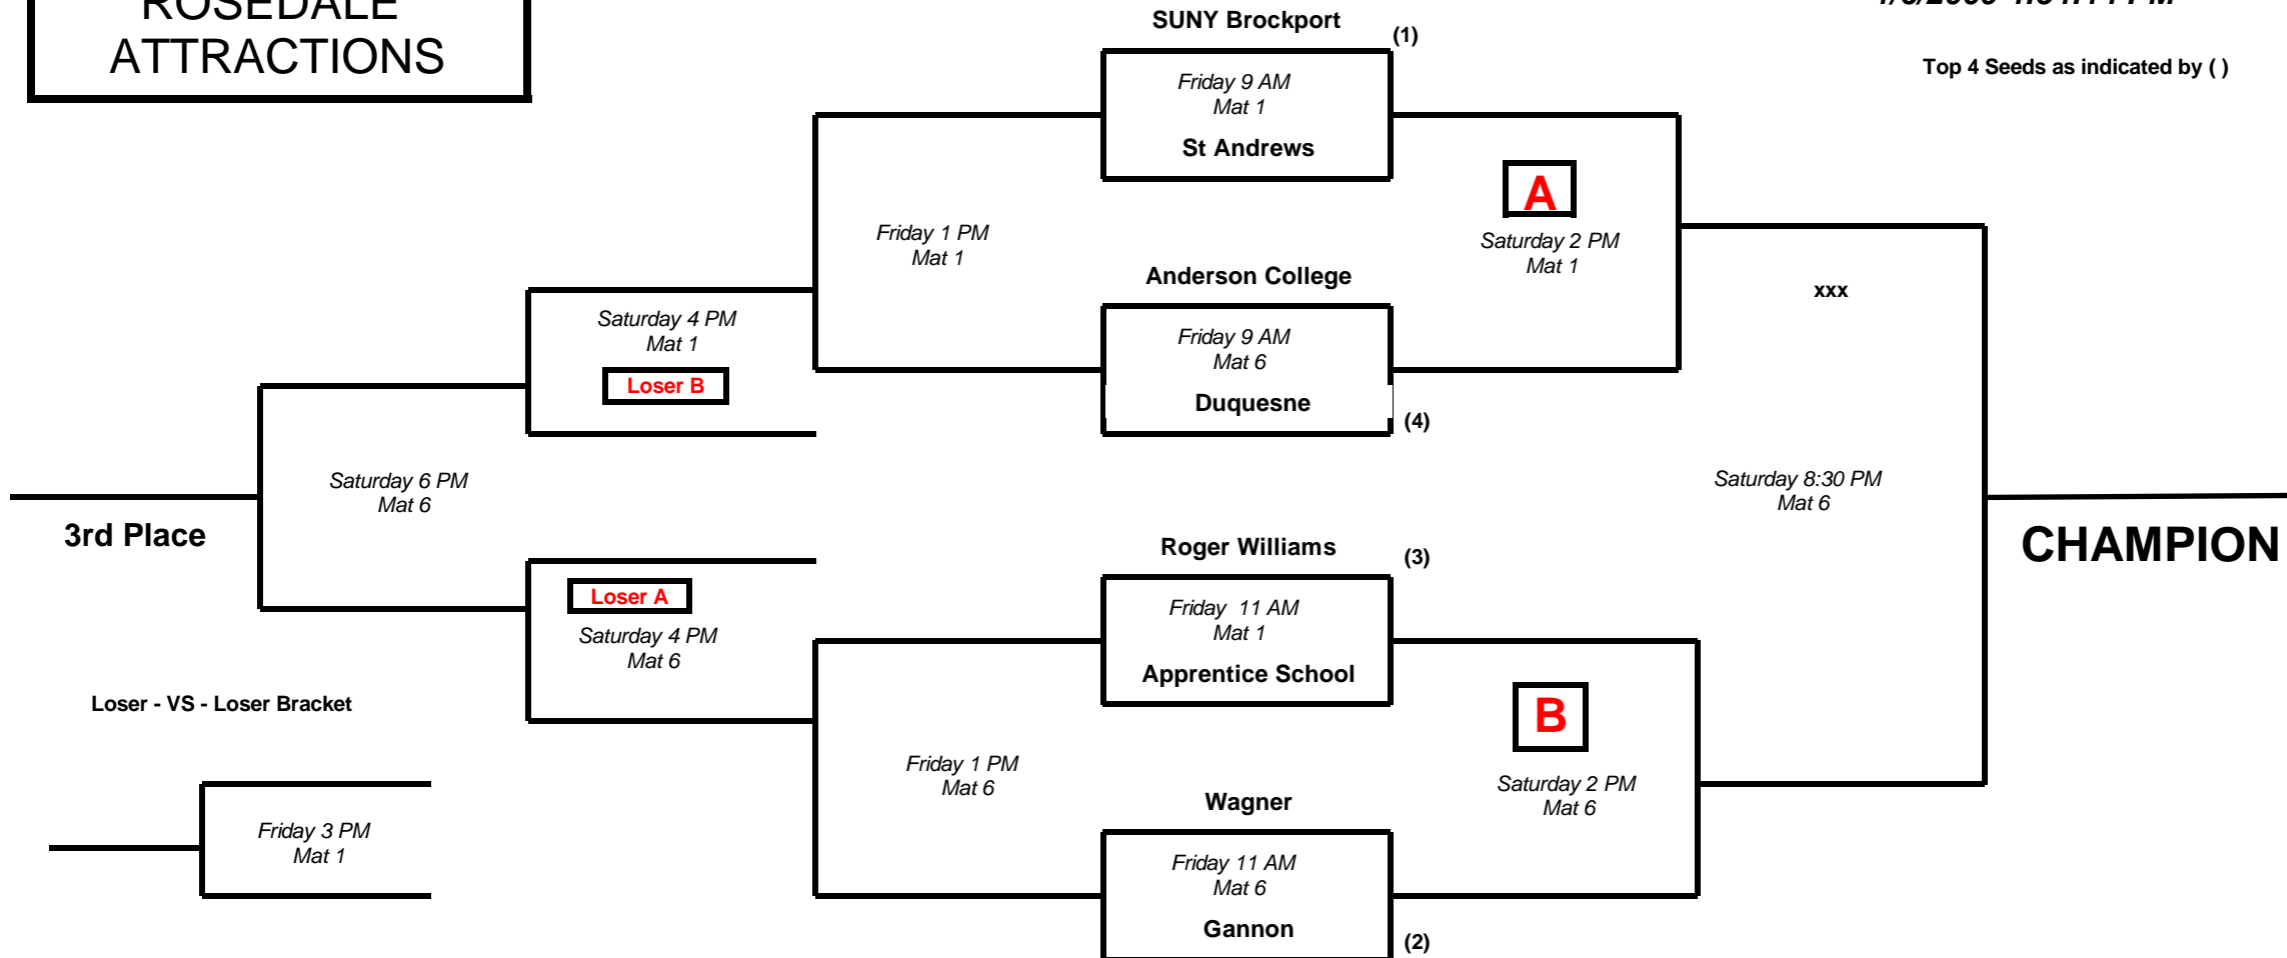 ROSEDALE
ATTRACTIONS
SUNY Brockport
(1)
Top 4 Seeds as indicated by ( )
Friday 9 AM
Mat 1
St Andrews
A
Saturday 2 PM
Mat 1
Friday 1 PM
Mat 1
Anderson College
xxx
Saturday 4 PM
Mat 1
Loser B
Friday 9 AM
Mat 6
Duquesne
(4)
Saturday 6 PM
Mat 6
Saturday 8:30 PM
Mat 6
3rd Place
CHAMPION
Roger Williams
(3)
Loser A
Saturday 4 PM
Mat 6
Friday 11 AM
Mat 1
Apprentice School
Loser - VS - Loser Bracket
B
Saturday 2 PM
Mat 6
Friday 1 PM
Mat 6
Wagner
Friday 3 PM
Mat 1
Friday 11 AM
Mat 6
Gannon
(2)